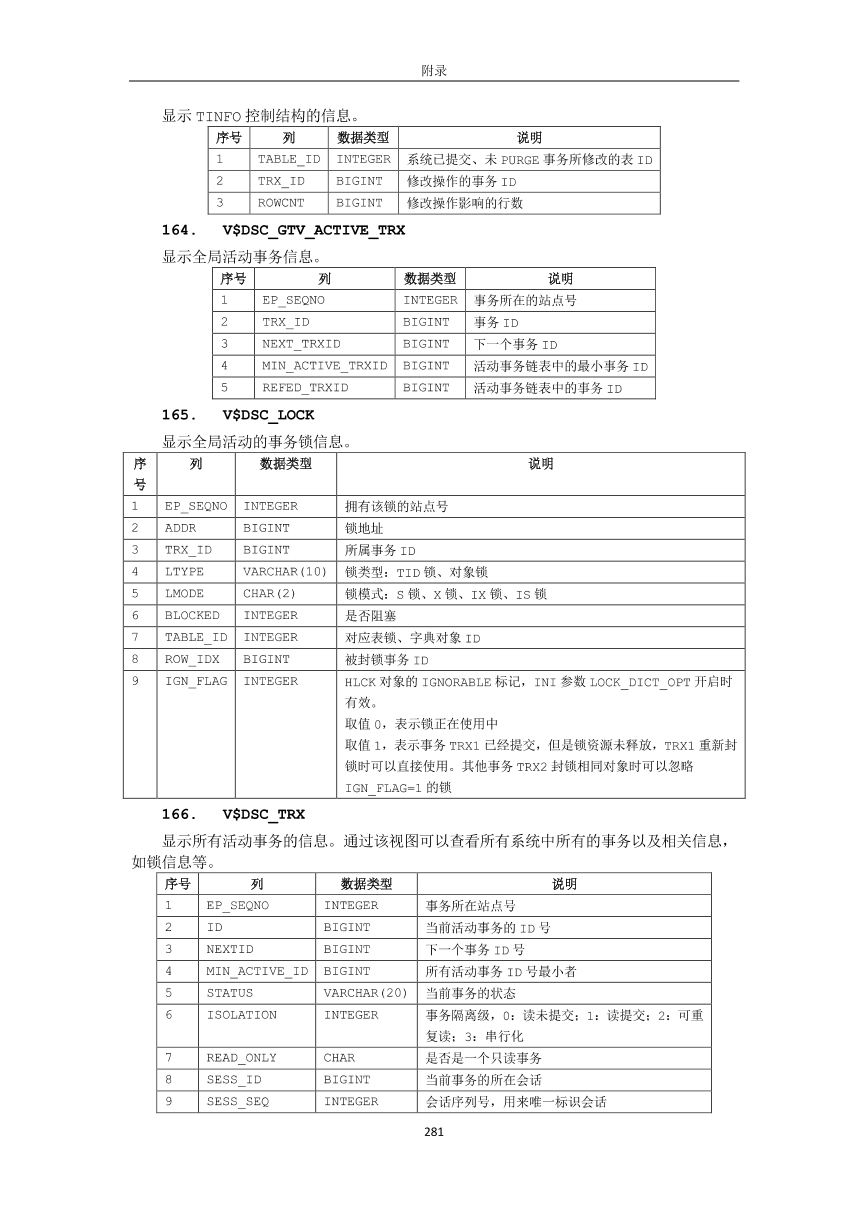 附录
显示 TINFO 控制结构的信息。
序号 列 数据类型 说明
1 TABLE_ID INTEGER 系统已提交、未 PURGE 事务所修改的表 ID
2 TRX_ID BIGINT 修改操作的事务 ID
3 ROWCNT BIGINT 修改操作影响的行数
164. V$DSC_GTV_ACTIVE_TRX
显示全局活动事务信息。
序号 列 数据类型 说明
1 EP_SEQNO INTEGER 事务所在的站点号
2 TRX_ID BIGINT 事务 ID
3 NEXT_TRXID BIGINT 下一个事务 ID
4 MIN_ACTIVE_TRXID BIGINT 活动事务链表中的最小事务 ID
5 REFED_TRXID BIGINT 活动事务链表中的事务 ID
165. V$DSC_LOCK
显示全局活动的事务锁信息。
序 列 数据类型 说明
号
1 EP_SEQNO INTEGER 拥有该锁的站点号
2 ADDR BIGINT 锁地址
3 TRX_ID BIGINT 所属事务 ID
4 LTYPE VARCHAR(10) 锁类型：TID 锁、对象锁
5 LMODE CHAR(2) 锁模式：S 锁、X 锁、IX 锁、IS 锁
6 BLOCKED INTEGER 是否阻塞
7 TABLE_ID INTEGER 对应表锁、字典对象 ID
8 ROW_IDX BIGINT 被封锁事务 ID
9 IGN_FLAG INTEGER HLCK 对象的 IGNORABLE 标记，INI 参数 LOCK_DICT_OPT 开启时
有效。
取值 0，表示锁正在使用中
取值 1，表示事务 TRX1 已经提交，但是锁资源未释放，TRX1 重新封
锁时可以直接使用。其他事务 TRX2 封锁相同对象时可以忽略
IGN_FLAG=1 的锁
166. V$DSC_TRX
显示所有活动事务的信息。通过该视图可以查看所有系统中所有的事务以及相关信息，
如锁信息等。
序号 列 数据类型 说明
1 EP_SEQNO INTEGER 事务所在站点号
2 ID BIGINT 当前活动事务的 ID 号
3 NEXTID BIGINT 下一个事务 ID 号
4 MIN_ACTIVE_ID BIGINT 所有活动事务 ID 号最小者
5 STATUS VARCHAR(20) 当前事务的状态
6 ISOLATION INTEGER 事务隔离级，0：读未提交；1：读提交；2：可重
复读；3：串行化
7 READ_ONLY CHAR 是否是一个只读事务
8 SESS_ID BIGINT 当前事务的所在会话
9 SESS_SEQ INTEGER 会话序列号，用来唯一标识会话
281